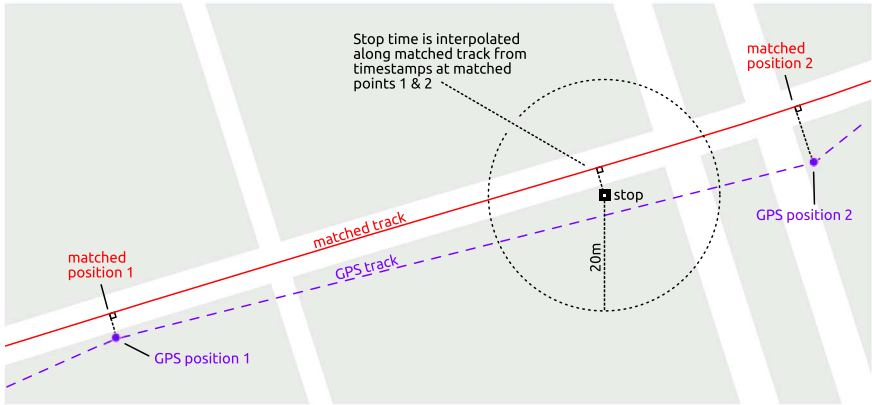 Stop time is interpolated
along matched track from
timestamps at matched
points 1 & 2
matched
position 2
stop
GPS position 2
20m
matched track
GPS track
matched
position 1
GPS position 1